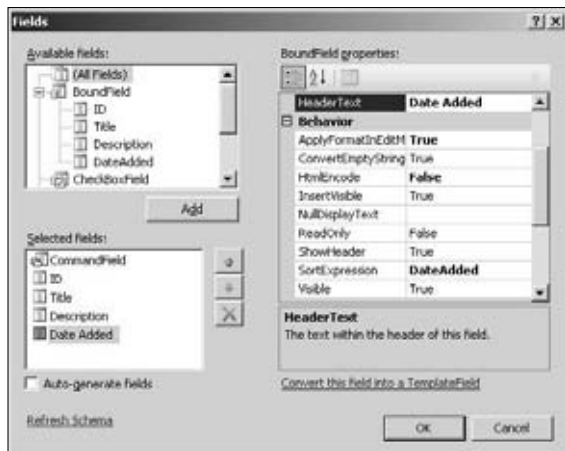 Fields
Available fields:
(All Fields)
BoundField
ID
Title
Description
DateAdded
CheckBoxField
Add
Selected fields:
CommandField
ID
Title
Description
Date Added
Auto-generate fields
Refresh Schema
BoundField properties:
HeaderText Date Added
Behavior
ApplyFormatInEditM True
ConvertEmptyString True
HtmlEncode False
InsertVisible True
NullDisplayText
ReadOnly False
ShowHeader True
SortExpression DateAdded
Visible True
HeaderText
The text within the header of this field.
Convert this field into a TemplateField
OK
Cancel